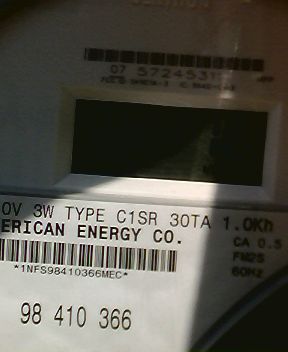 07 5724531
0V 3W TYPE C1SR 30TA 1.0Kh
ERICAN ENERGY CO.
CA 0.5
FM2S
60Hz
*1NFS98410366MEC*
98 410 366